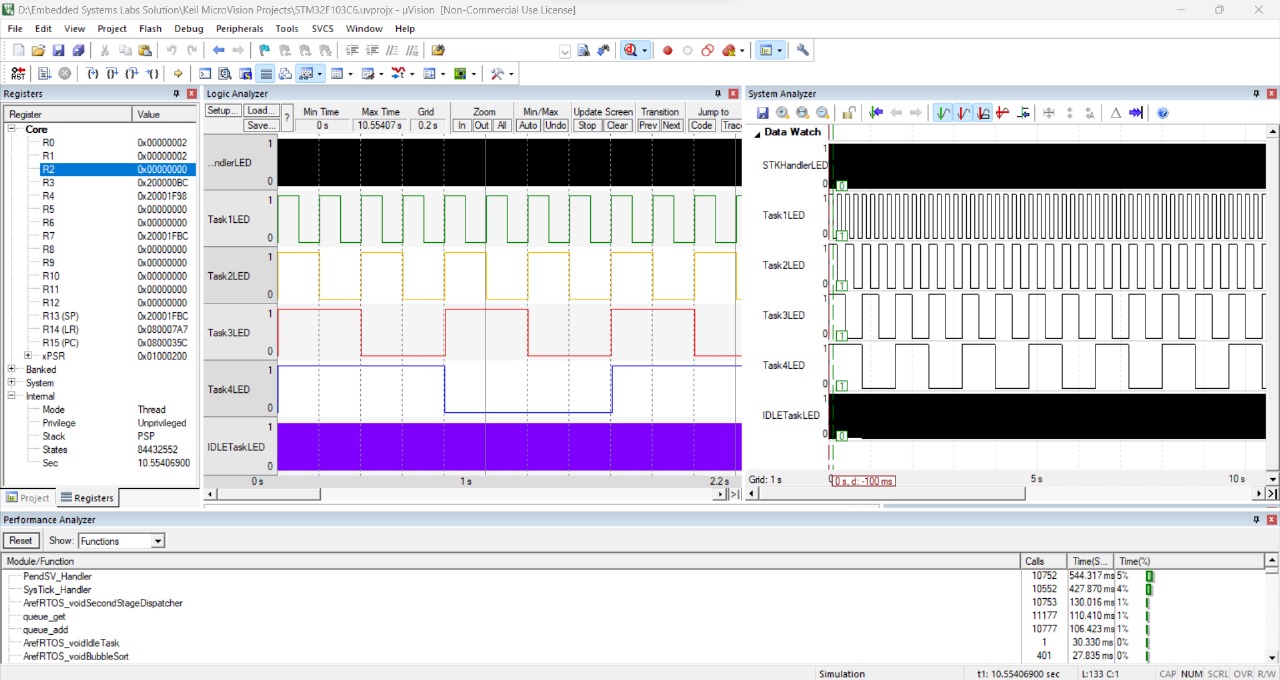 D:\Embedded Systems Labs Solution\Keil MicroVision Projects\STM32F103C6.uvprojx - µVision [Non-Commercial Use License]
File Edit View Project Flash Debug Peripherals Tools SVCS Window Help
Registers
Register Value
Core
R0 0x00000002
R1 0x00000002
R2 0x00000000
R3 0x200000BC
R4 0x20001F98
R5 0x00000000
R6 0x00000000
R7 0x20001FBC
R8 0x00000000
R9 0x00000000
R10 0x00000000
R11 0x00000000
R12 0x00000000
R13 (SP) 0x20001FBC
R14 (LR) 0x080007A7
R15 (PC) 0x0800035C
xPSR 0x01000200
Banked
System
Internal
Mode Thread
Privilege Unprivileged
Stack PSP
States 84432552
Sec 10.55406900
Project Registers
Logic Analyzer
Setup... Load... Save... ?
Min Time Max Time Grid Zoom Min/Max Update Screen Transition Jump to
0 s 10.55407 s 0.2 s In Out All Auto Undo Stop Clear Prev Next Code Trac
...ndlerLED 1 0
Task1LED 1 0
Task2LED 1 0
Task3LED 1 0
Task4LED 1 0
IDLETaskLED 1 0
0 s 1 s 2.2 s
System Analyzer
Data Watch
STKHandlerLED 1 0 0
Task1LED 1 0 1
Task2LED 1 0 1
Task3LED 1 0 1
Task4LED 1 0 1
IDLETaskLED 1 0 0
Grid: 1 s 0 s, d: -100 ms 5 s 10 s
Performance Analyzer
Reset Show: Functions
Module/Function Calls Time(S... Time(%)
PendSV_Handler 10752 544.317 ms 5%
SysTick_Handler 10552 427.870 ms 4%
ArefRTOS_voidSecondStageDispatcher 10753 130.016 ms 1%
queue_get 11177 110.410 ms 1%
queue_add 10777 106.423 ms 1%
ArefRTOS_voidIdleTask 1 30.330 ms 0%
ArefRTOS_voidBubbleSort 401 27.835 ms 0%
Simulation t1: 10.55406900 sec L:133 C:1 CAP NUM SCRL OVR R/W